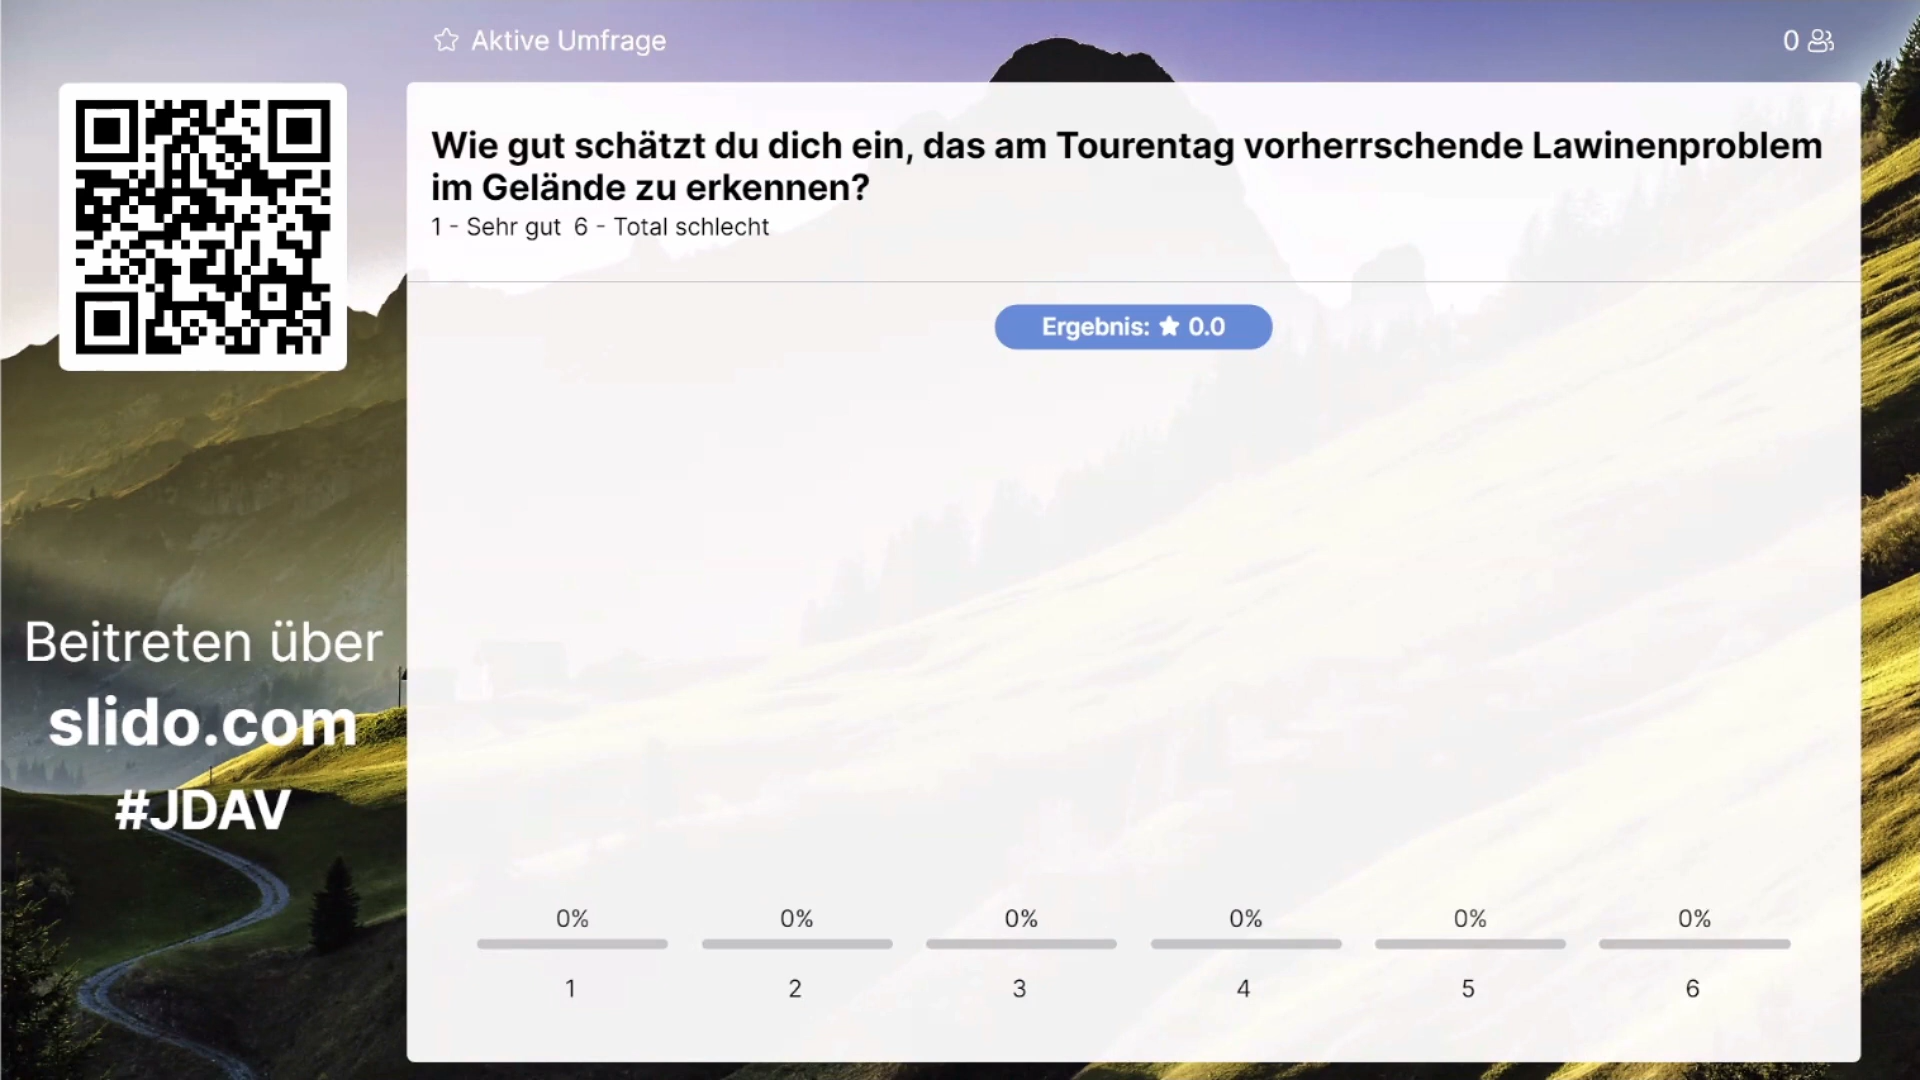 Aktive Umfrage
0
Wie gut schätzt du dich ein, das am Tourentag vorherrschende Lawinenproblem
im Gelände zu erkennen?
1 - Sehr gut 6 - Total schlecht
Ergebnis: ★ 0.0
Beitreten über
slido.com
#JDAV
0% 0% 0% 0% 0% 0%
1 2 3 4 5 6